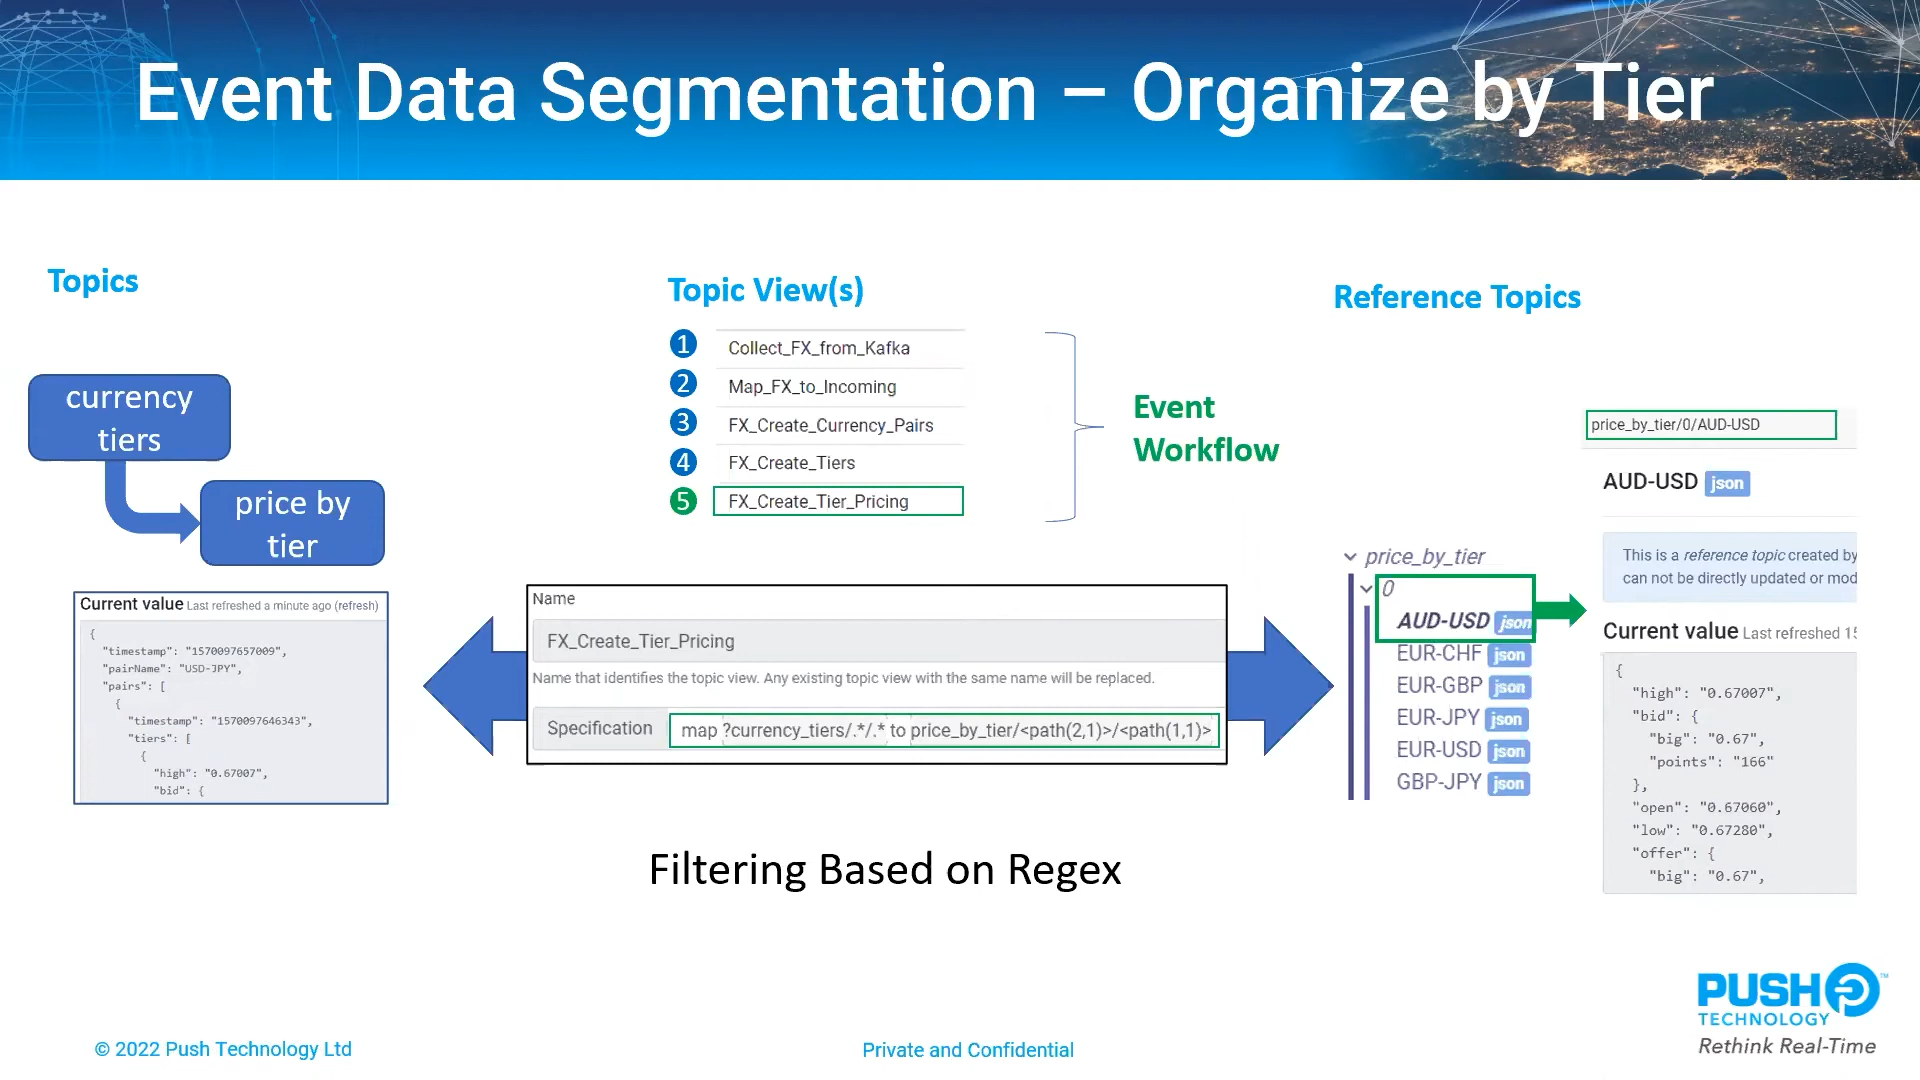 Event Data Segmentation – Organize by Tier
Topics
currency
tiers
price by
tier
Current value Last refreshed a minute ago (refresh)
{
"timestamp": "1570097657009",
"pairName": "USD-JPY",
"pairs": [
{
"timestamp": "1570097646343",
"tiers": [
{
"high": "0.67007",
"bid": {
Topic View(s)
1 Collect_FX_from_Kafka
2 Map_FX_to_Incoming
3 FX_Create_Currency_Pairs
4 FX_Create_Tiers
5 FX_Create_Tier_Pricing
Event
Workflow
Name
FX_Create_Tier_Pricing
Name that identifies the topic view. Any existing topic view with the same name will be replaced.
Specification map ?currency_tiers/.*/.* to price_by_tier/<path(2,1)>/<path(1,1)>
Filtering Based on Regex
Reference Topics
price_by_tier
0
AUD-USD json
EUR-CHF json
EUR-GBP json
EUR-JPY json
EUR-USD json
GBP-JPY json
price_by_tier/0/AUD-USD
AUD-USD json
This is a reference topic created by
can not be directly updated or mod
Current value Last refreshed 15
{
"high": "0.67007",
"bid": {
"big": "0.67",
"points": "166"
},
"open": "0.67060",
"low": "0.67280",
"offer": {
"big": "0.67",
PUSH
TECHNOLOGY
Rethink Real-Time
© 2022 Push Technology Ltd
Private and Confidential